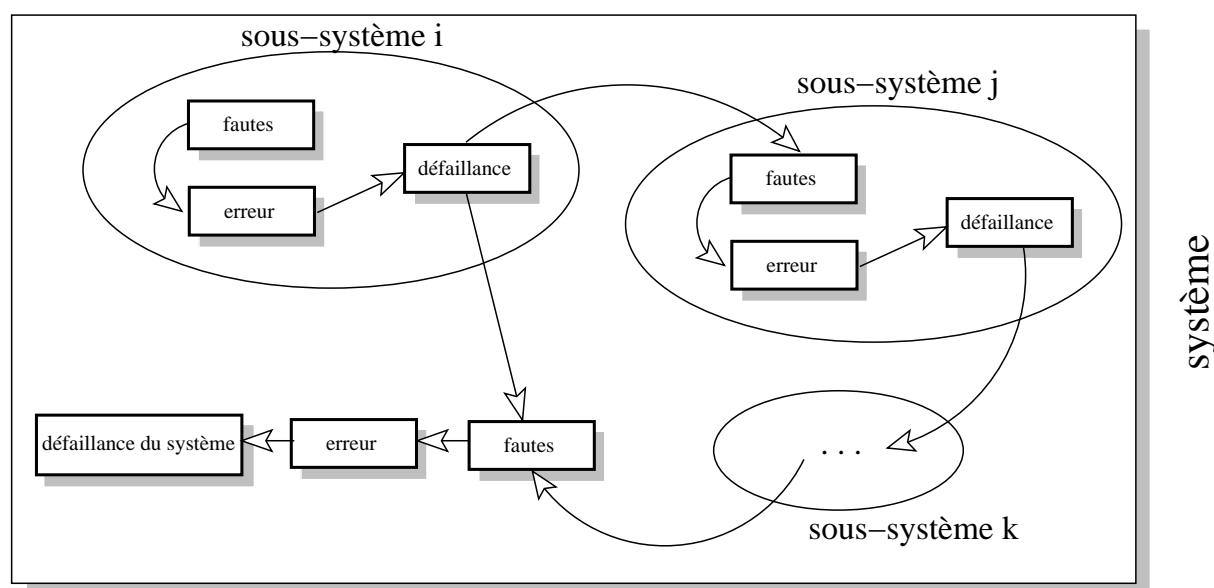 sous−système i
fautes
erreur
défaillance
sous−système j
fautes
erreur
défaillance
système
défaillance du système
erreur
fautes
. . .
sous−système k